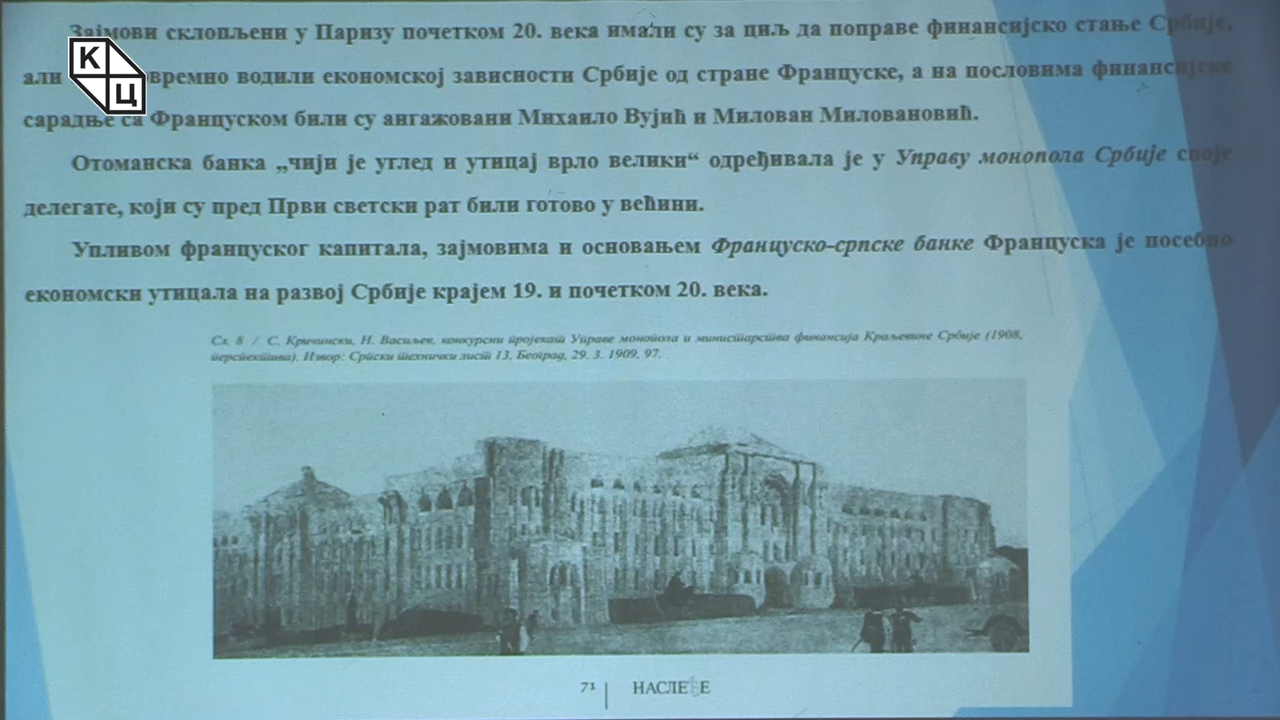 Зајмови склопљени у Паризу почетком 20. века имали су за циљ да поправе финансијско стање Србије,
али временo водили економској зависности Србије од стране Француске, а на пословима финансијске
сарадње са Француском били су ангажовани Михаило Вујић и Милован Миловановић.
Отоманска банка „чији је углед и утицај врло велики“ одређивала је у Управу монопола Србије своје
делегате, који су пред Први светски рат били готово у већини.
Упливом француског капитала, зајмовима и основањем Француско-српске банке Француска је посебно
економски утицала на развој Србије крајем 19. и почетком 20. века.
Сл. 8 / С. Кричински, Н. Васиљев, конкурсни пројекат Управе монопола и министарства финансија Краљевине Србије (1908,
перспектива), Извор: Српски технички лист 13, Београд, 29. 3. 1909, 97.
71 | НАСЛЕЂЕ
К
Ц